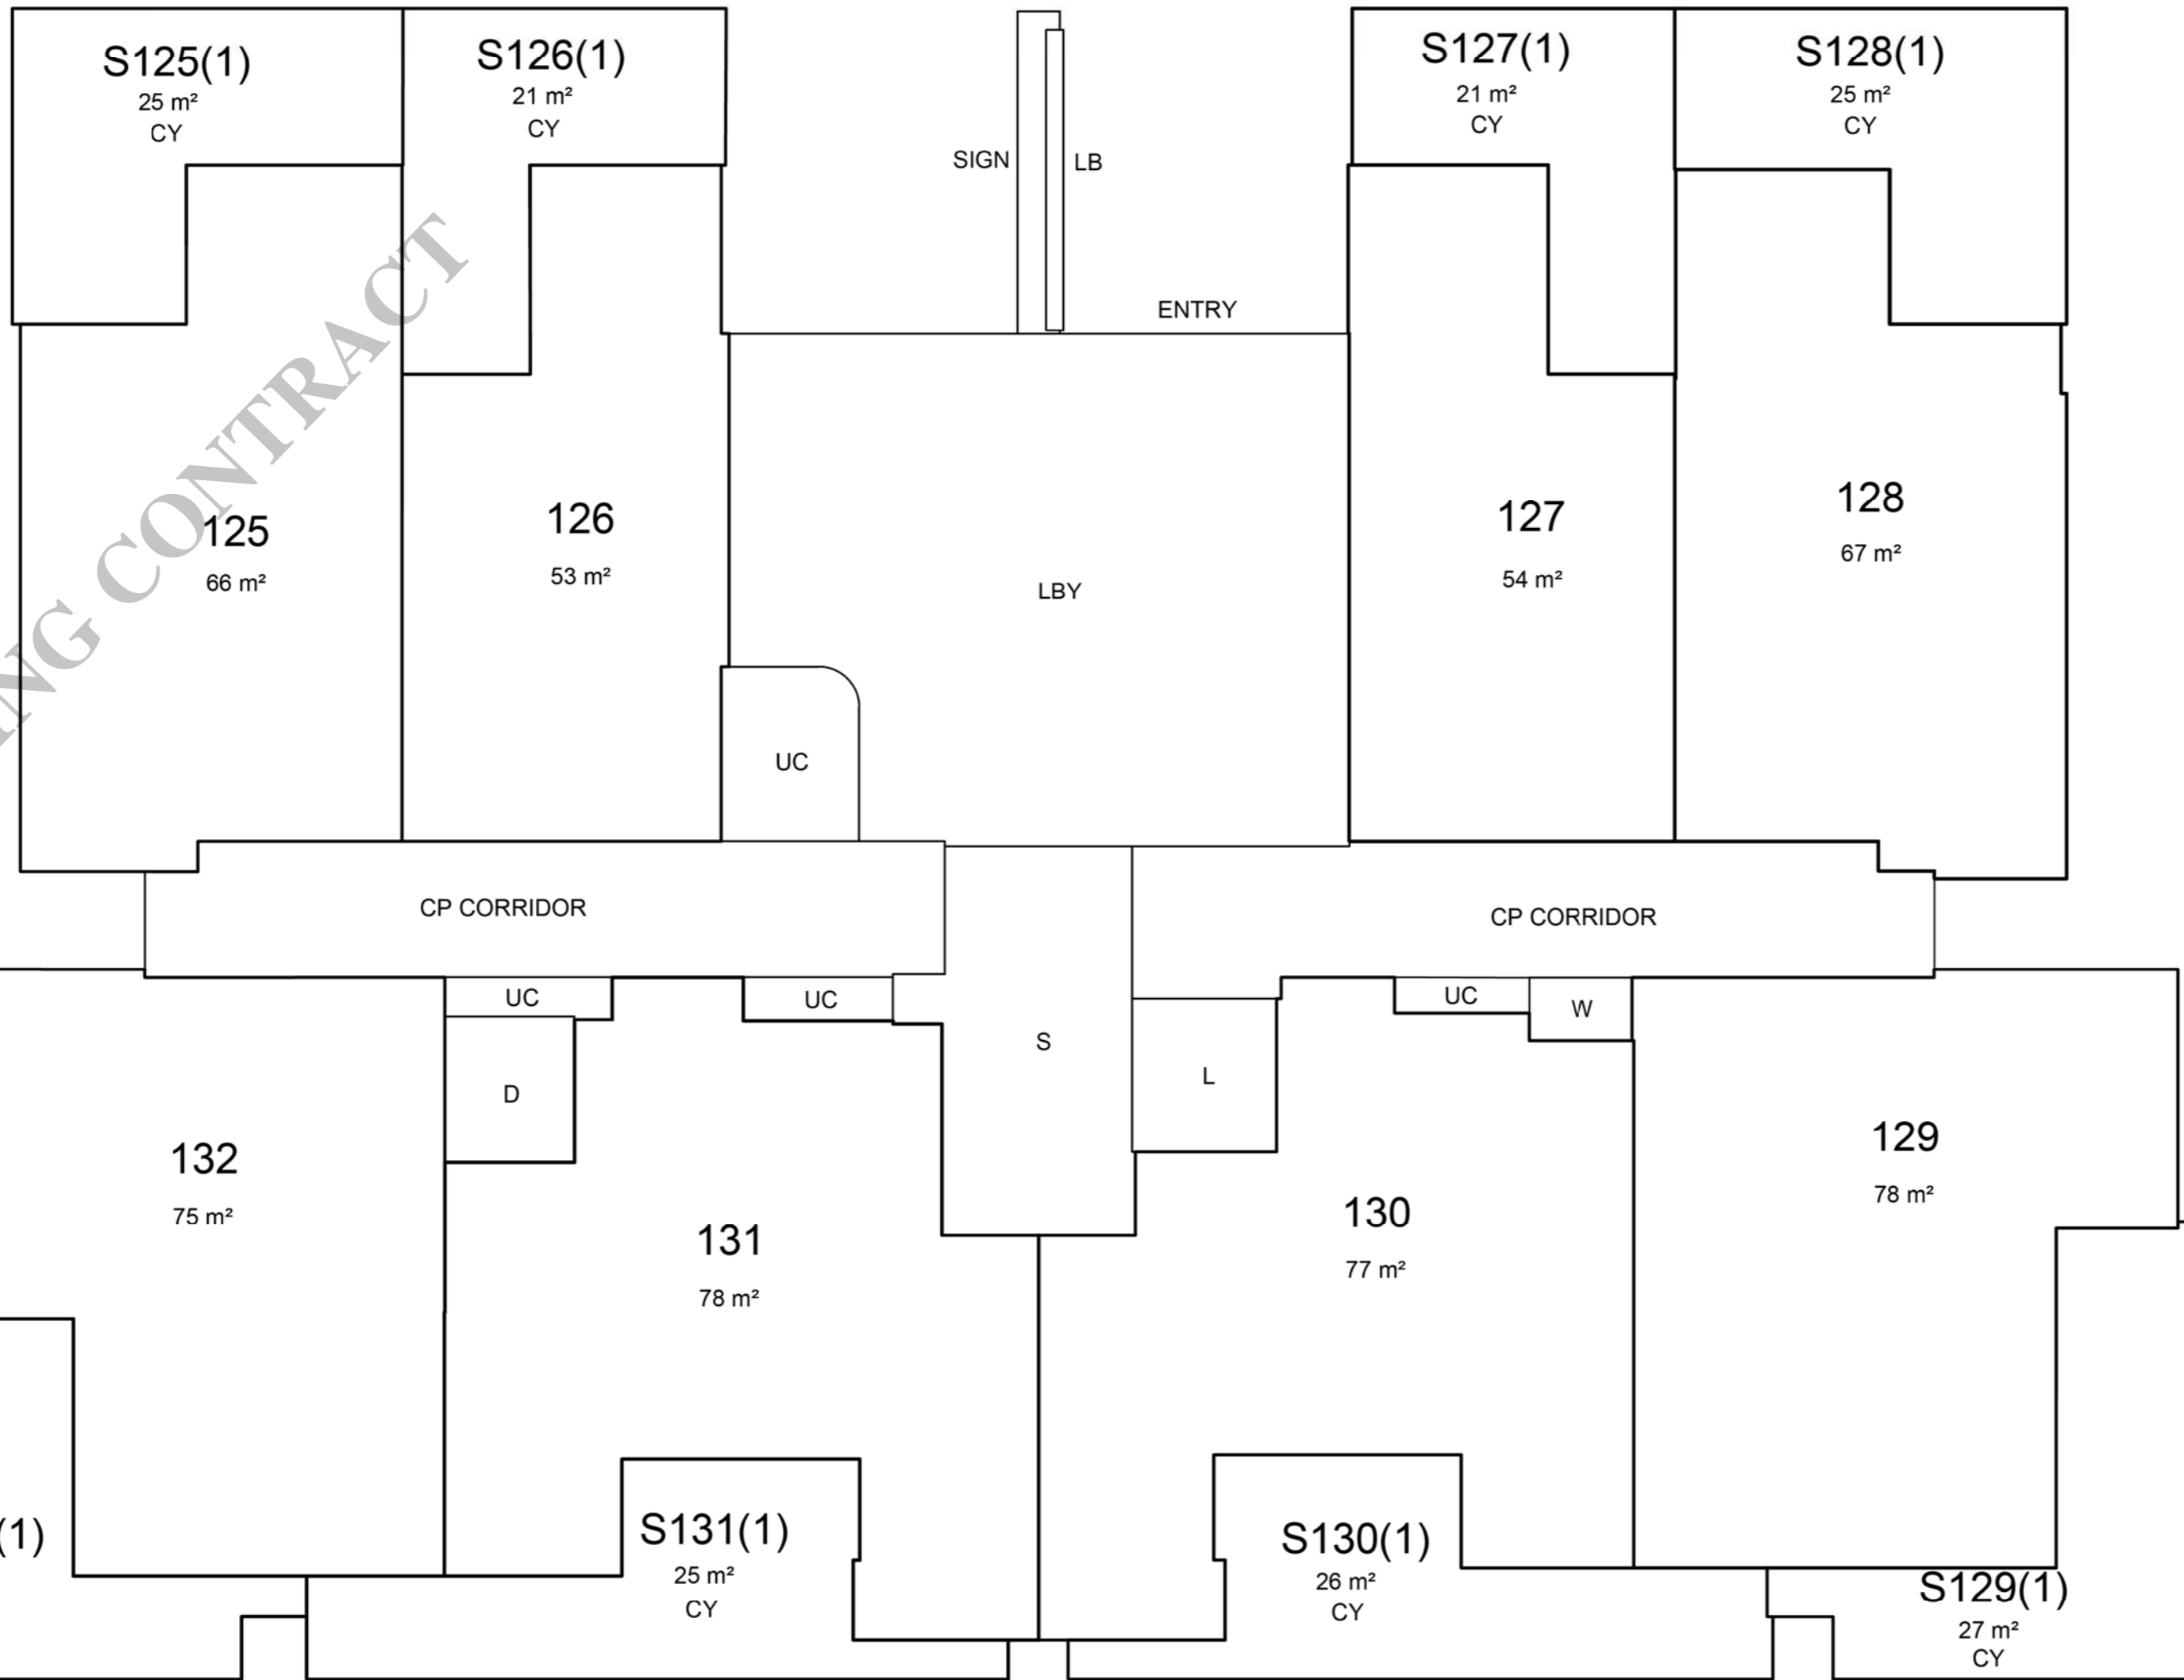 S125(1)
25 m²
CY
S126(1)
21 m²
CY
SIGN
LB
S127(1)
21 m²
CY
S128(1)
25 m²
CY
ENTRY
ING CONTRACT
125
66 m²
126
53 m²
LBY
127
54 m²
128
67 m²
UC
CP CORRIDOR
CP CORRIDOR
UC
UC
UC
W
D
S
L
132
75 m²
131
78 m²
130
77 m²
129
78 m²
(1)
S131(1)
25 m²
CY
S130(1)
26 m²
CY
S129(1)
27 m²
CY